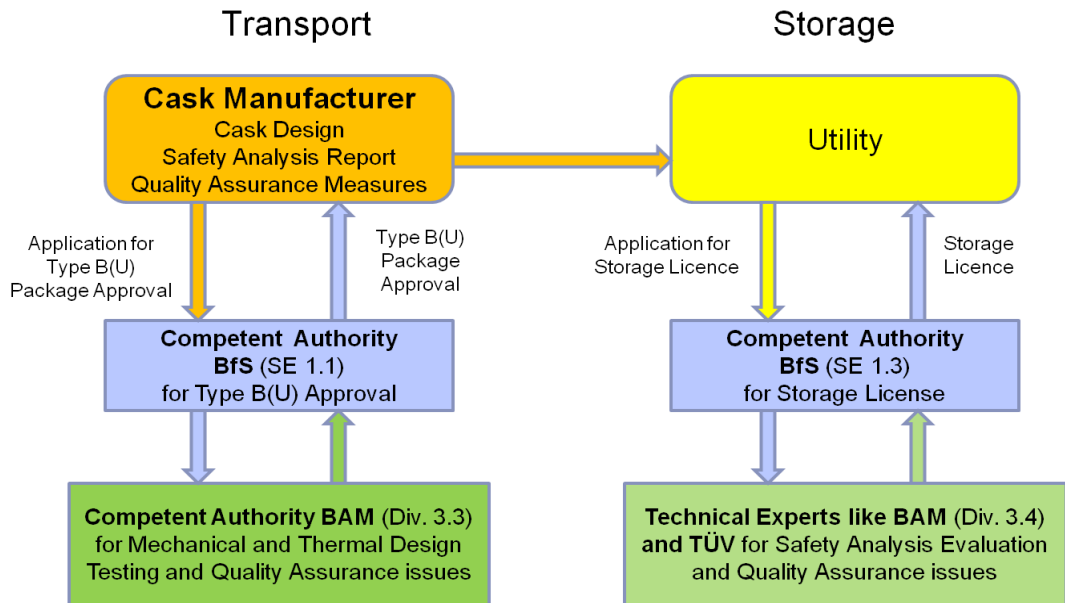 Transport
Storage
Cask Manufacturer
Cask Design
Safety Analysis Report
Quality Assurance Measures
Utility
Application for
Type B(U)
Package Approval
Type B(U)
Package
Approval
Application for
Storage Licence
Storage
Licence
Competent Authority
BfS (SE 1.1)
for Type B(U) Approval
Competent Authority
BfS (SE 1.3)
for Storage License
Competent Authority BAM (Div. 3.3)
for Mechanical and Thermal Design
Testing and Quality Assurance issues
Technical Experts like BAM (Div. 3.4)
and TÜV for Safety Analysis Evaluation
and Quality Assurance issues